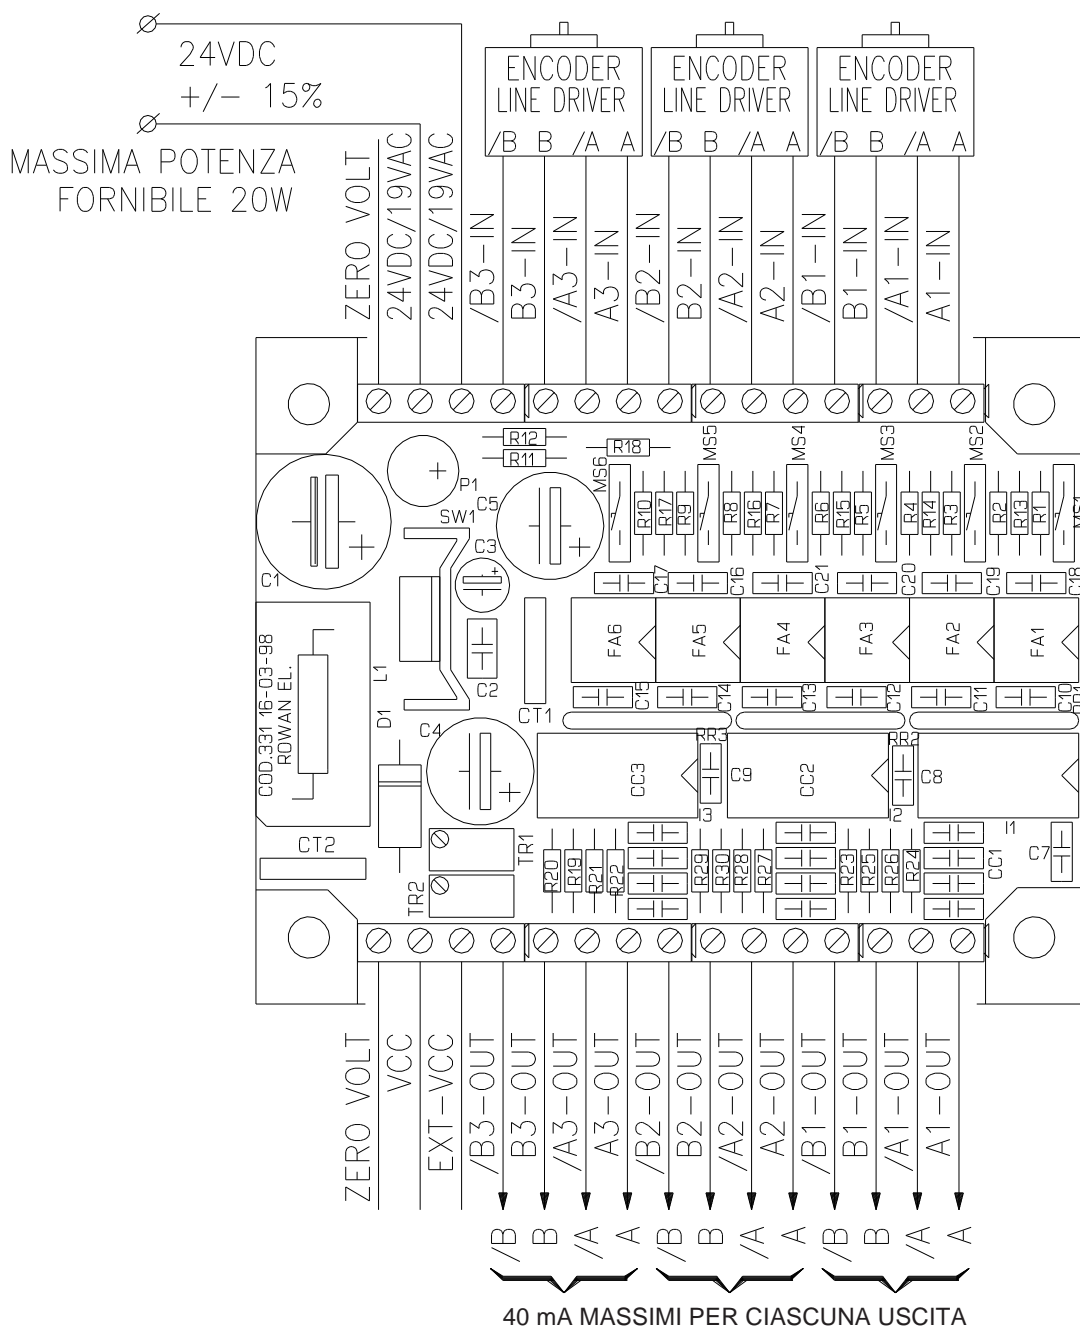 24VDC
+/- 15%
MASSIMA POTENZA
FORNIBILE 20W
ENCODER
LINE DRIVER
/B B /A A
ENCODER
LINE DRIVER
/B B /A A
ENCODER
LINE DRIVER
/B B /A A
ZERO VOLT
24VDC/19VAC
24VDC/19VAC
/B3-IN
B3-IN
/A3-IN
A3-IN
/B2-IN
B2-IN
/A2-IN
A2-IN
/B1-IN
B1-IN
/A1-IN
A1-IN
R12
R11
R18
P1
C5
SW1
C3
C1
MS6
MS5
MS4
MS3
MS2
MS1
R10
R17
R9
R8
R16
R7
R6
R15
R5
R4
R14
R3
R2
R13
R1
C17
C16
C21
C20
C19
C18
FA6
FA5
FA4
FA3
FA2
FA1
COD.331 16-03-98
ROWAN EL.
L1
D1
C2
C4
CT1
C15
C14
C13
C12
C11
C10
RR3
RR2
CC3
C9
CC2
C8
I3
I2
I1
CT2
TR1
TR2
R20
R19
R21
R22
R29
R30
R28
R27
R23
R25
R26
R24
CC1
C7
ZERO VOLT
VCC
EXT-VCC
/B3-OUT
B3-OUT
/A3-OUT
A3-OUT
/B2-OUT
B2-OUT
/A2-OUT
A2-OUT
/B1-OUT
B1-OUT
/A1-OUT
A1-OUT
/B B /A A /B B /A A /B B /A A
40 mA MASSIMI PER CIASCUNA USCITA